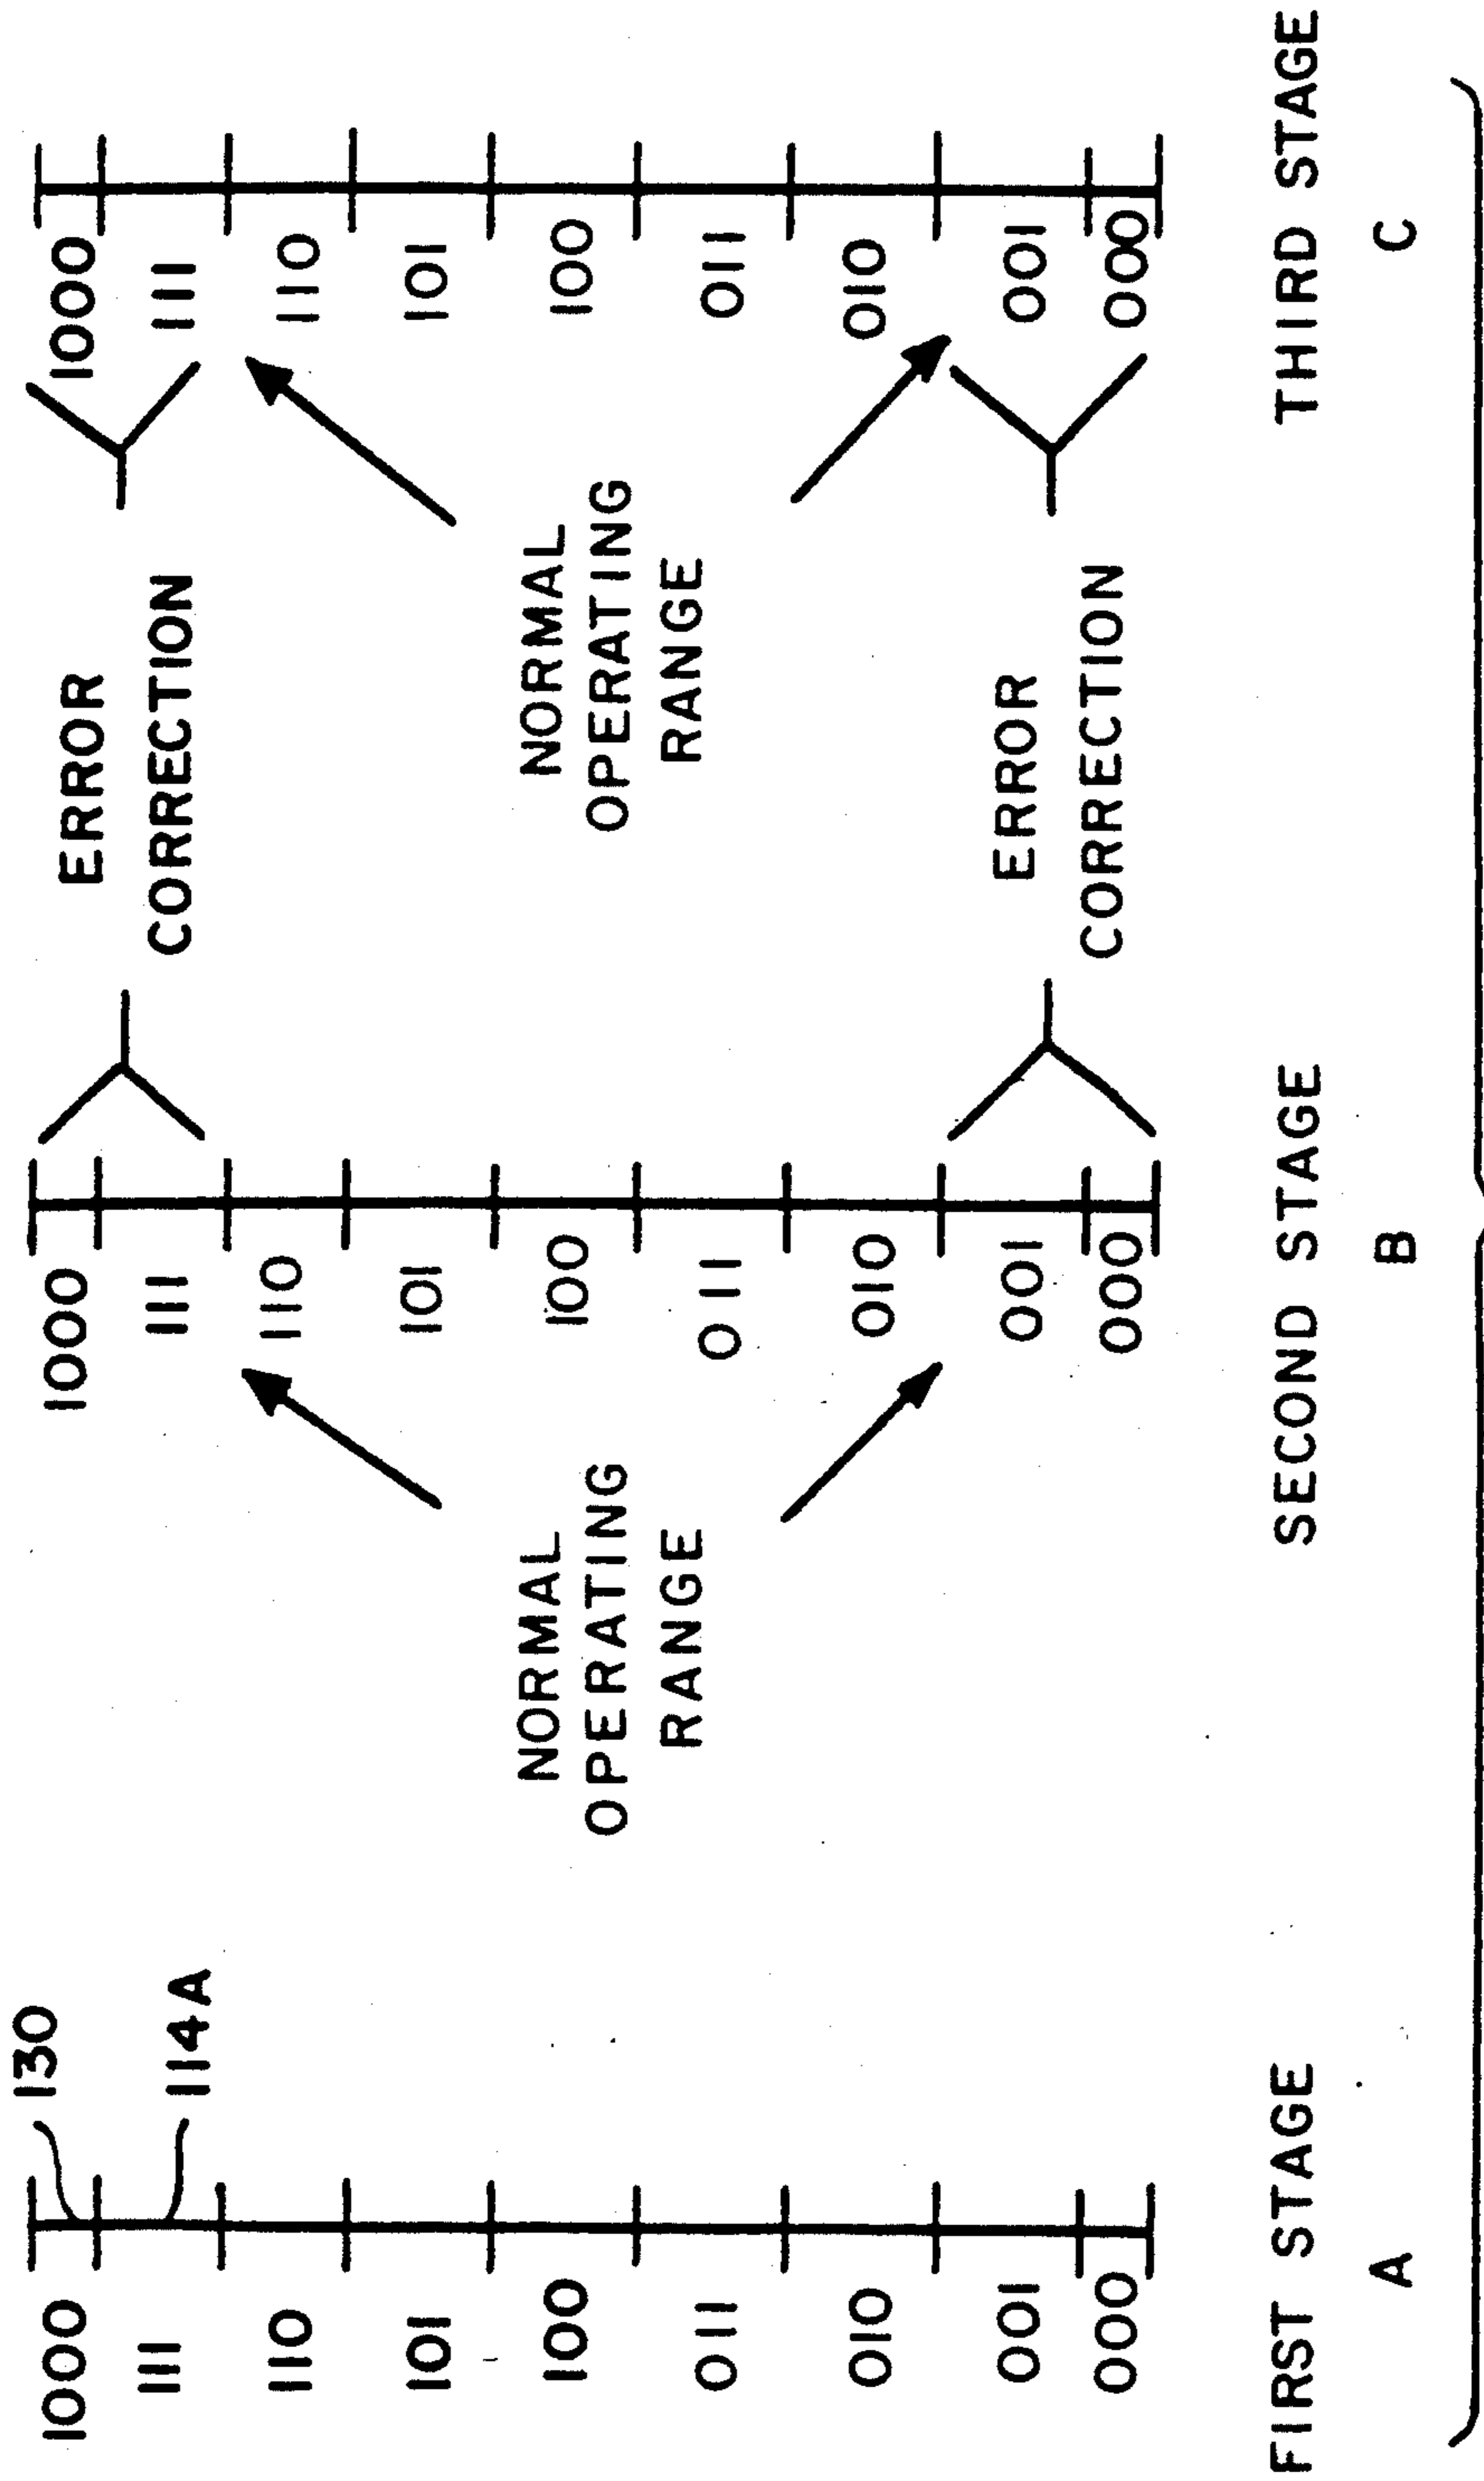 130
114A
1000
111
110
101
100
011
010
001
000
FIRST STAGE
A
NORMAL
OPERATING
RANGE
1000
111
110
101
100
011
010
001
000
SECOND STAGE
B
ERROR
CORRECTION
NORMAL
OPERATING
RANGE
ERROR
CORRECTION
1000
111
110
101
100
011
010
001
000
THIRD STAGE
C